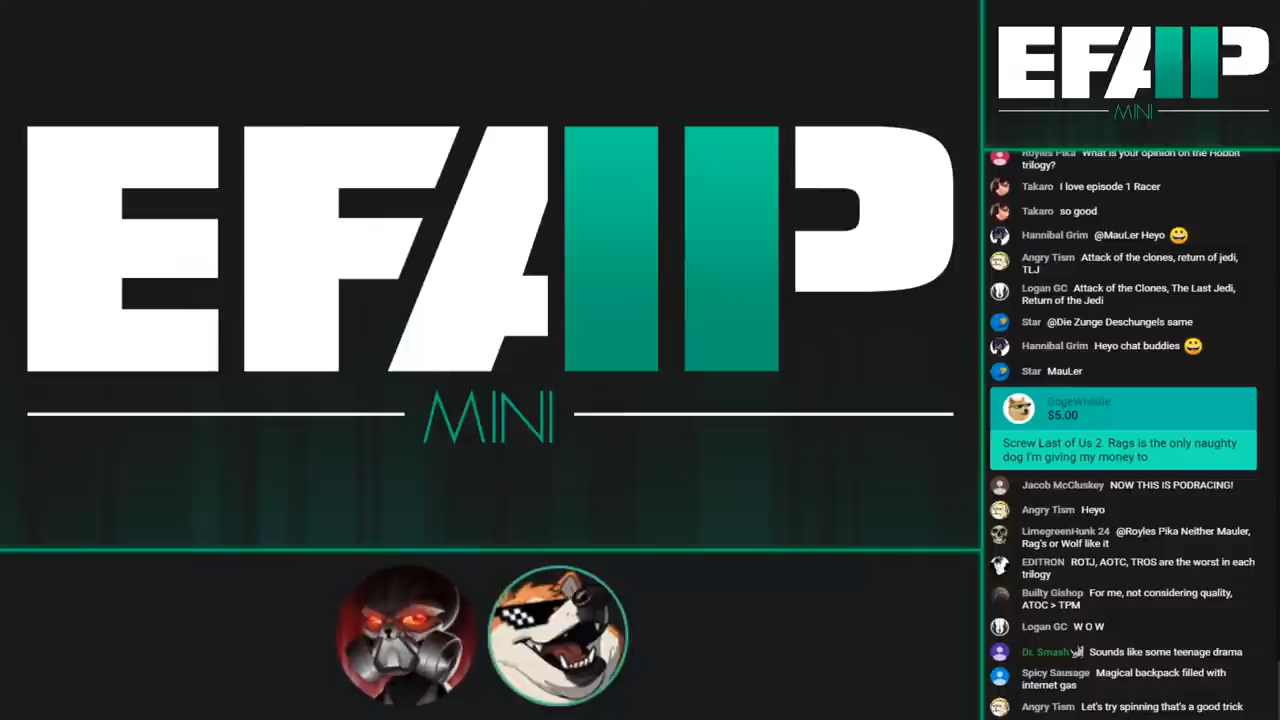 EFAP
MINI
EFAP
MINI
Royles Pika What is your opinion on the Hobbit
trilogy?
Takaro I love episode 1 Racer
Takaro so good
Hannibal Grim @MauLer Heyo 😀
Angry Tism Attack of the clones, return of jedi,
TLJ
Logan GC Attack of the Clones, The Last Jedi,
Return of the Jedi
Star @Die Zunge Deschungels same
Hannibal Grim Heyo chat buddies 😀
Star MauLer
DogeWhistle
$5.00
Screw Last of Us 2. Rags is the only naughty
dog I'm giving my money to
Jacob McCluskey NOW THIS IS PODRACING!
Angry Tism Heyo
LimegreenHunk 24 @Royles Pika Neither Mauler,
Rag's or Wolf like it
EDITRON ROTJ, AOTC, TROS are the worst in each
trilogy
Builty Gishop For me, not considering quality,
ATOC > TPM
Logan GC W O W
Dr. Smash Sounds like some teenage drama
Spicy Sausage Magical backpack filled with
internet gas
Angry Tism Let's try spinning that's a good trick